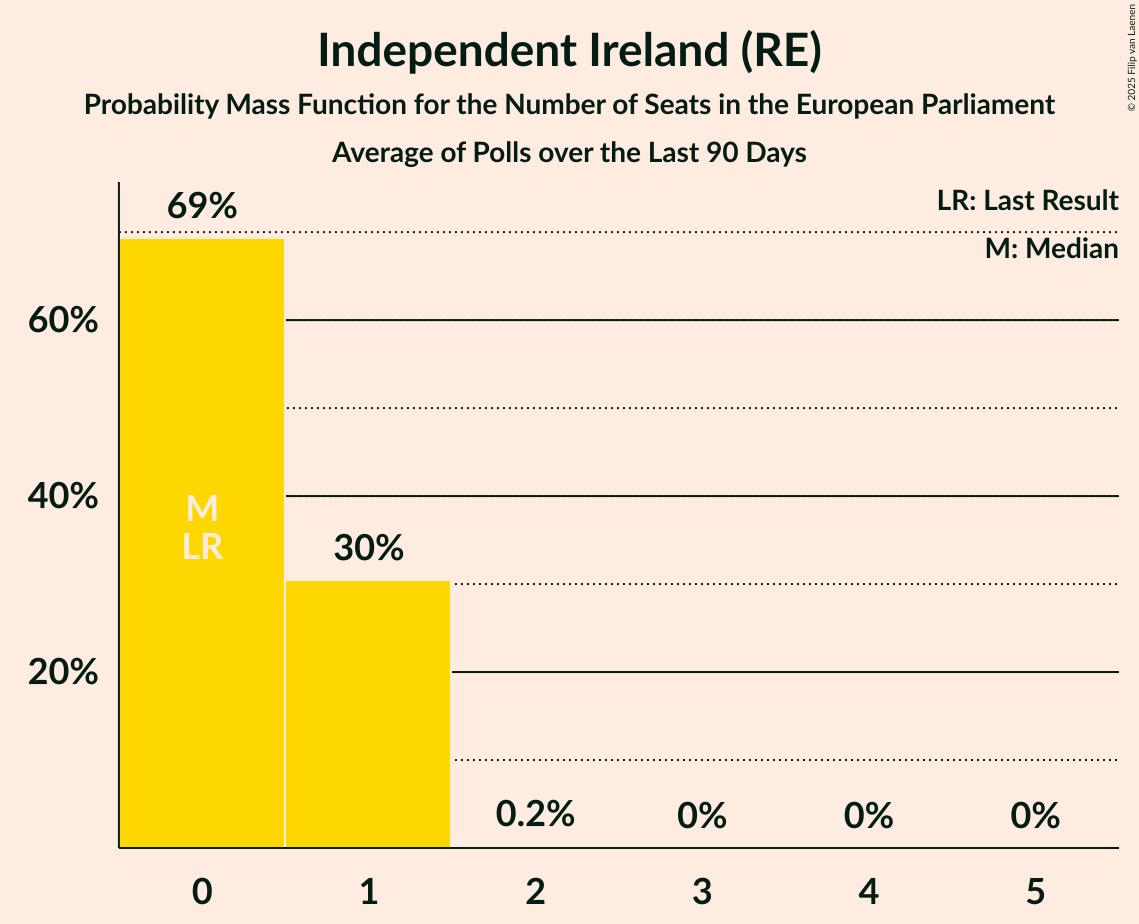 Independent Ireland (RE)
Probability Mass Function for the Number of Seats in the European Parliament
Average of Polls over the Last 90 Days
© 2025 Filip van Laenen
LR: Last Result
M: Median
69%
60%
40%
20%
M
LR
30%
0.2%
0%
0%
0%
0 1 2 3 4 5